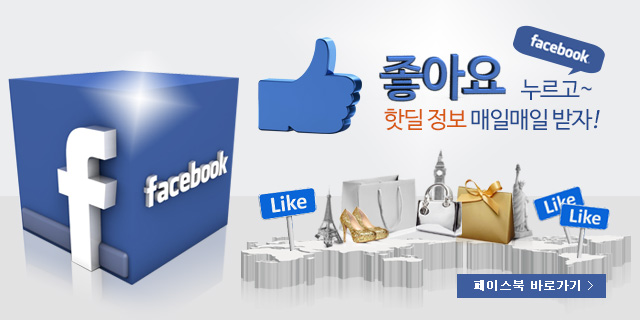 f
facebook
facebook
좋아요 누르고~
핫딜 정보 매일매일 받자!
Like
Like
Like
페이스북 바로가기 >